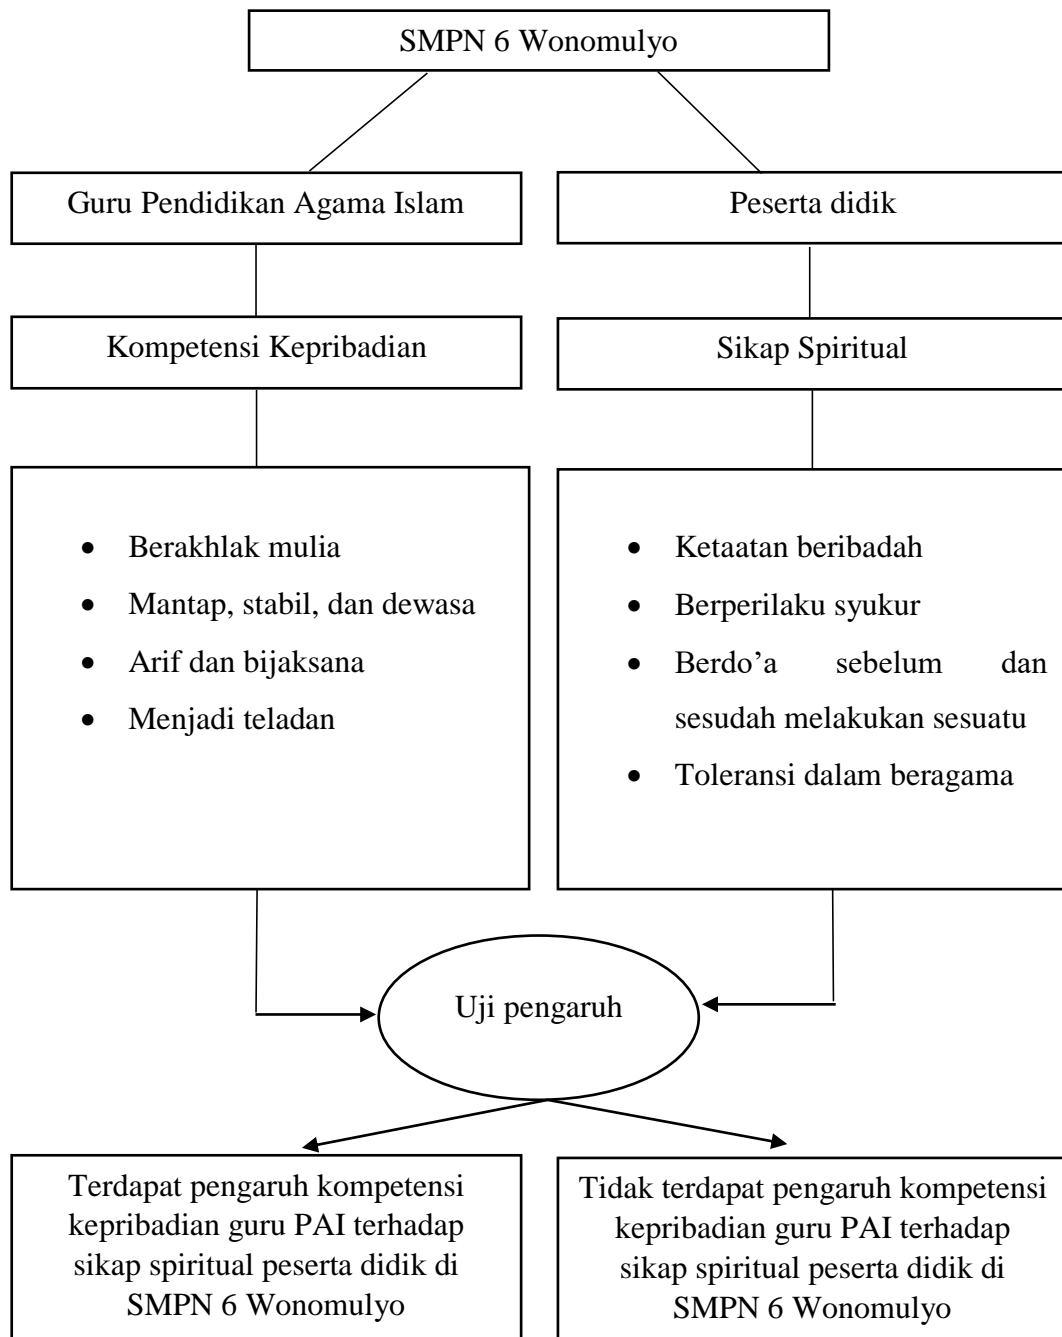 SMPN 6 Wonomulyo
Guru Pendidikan Agama Islam
Peserta didik
Kompetensi Kepribadian
Sikap Spiritual
• Berakhlak mulia
• Mantap, stabil, dan dewasa
• Arif dan bijaksana
• Menjadi teladan
• Ketaatan beribadah
• Berperilaku syukur
• Berdo’a sebelum dan
sesudah melakukan sesuatu
• Toleransi dalam beragama
Uji pengaruh
Terdapat pengaruh kompetensi
kepribadian guru PAI terhadap
sikap spiritual peserta didik di
SMPN 6 Wonomulyo
Tidak terdapat pengaruh kompetensi
kepribadian guru PAI terhadap
sikap spiritual peserta didik di
SMPN 6 Wonomulyo